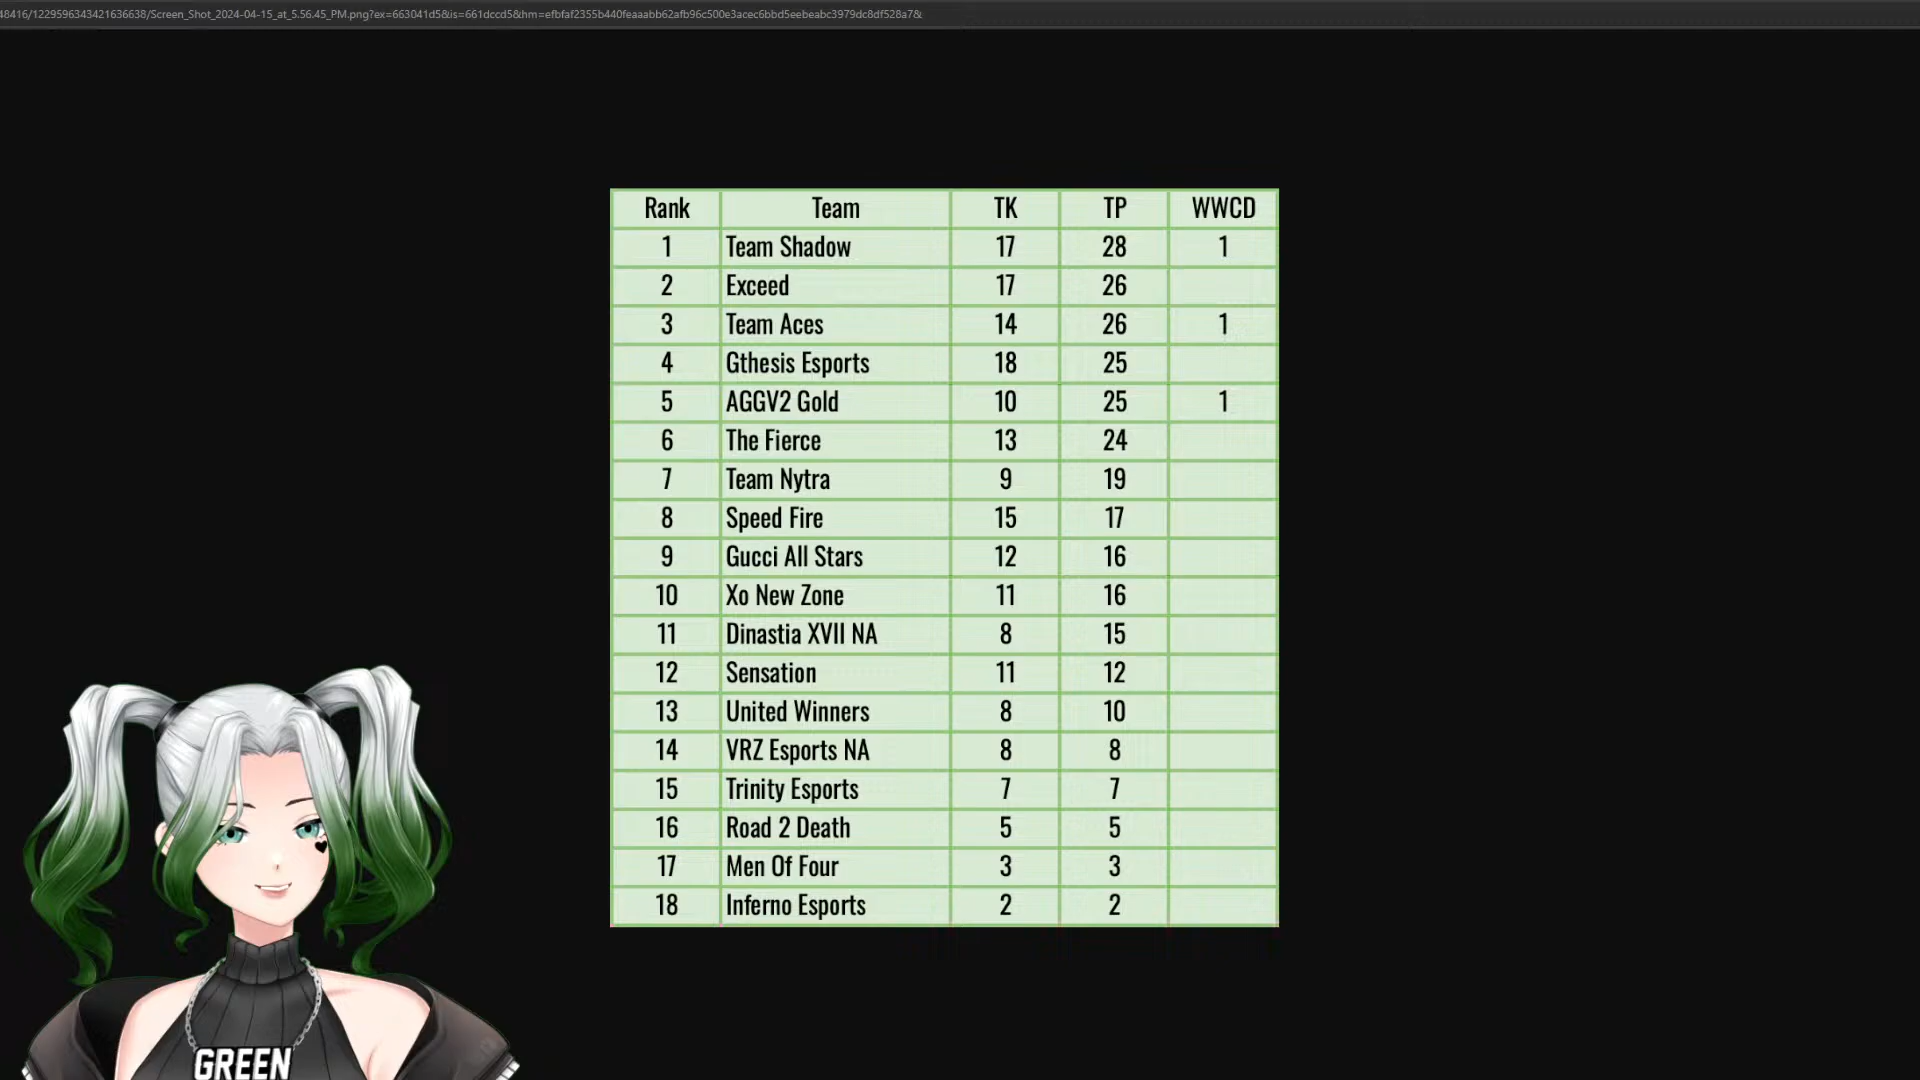 48416/1229596343421636638/Screen_Shot_2024-04-15_at_5.56.45_PM.png?ex=663041d5&is=661dccd5&hm=efbfaf2355b440feaaabb62afb96c500e3acec6bbd5eebeabc3979dc8df528a7&
Rank Team TK TP WWCD
1 Team Shadow 17 28 1
2 Exceed 17 26
3 Team Aces 14 26 1
4 Gthesis Esports 18 25
5 AGGV2 Gold 10 25 1
6 The Fierce 13 24
7 Team Nytra 9 19
8 Speed Fire 15 17
9 Gucci All Stars 12 16
10 Xo New Zone 11 16
11 Dinastia XVII NA 8 15
12 Sensation 11 12
13 United Winners 8 10
14 VRZ Esports NA 8 8
15 Trinity Esports 7 7
16 Road 2 Death 5 5
17 Men Of Four 3 3
18 Inferno Esports 2 2
GREEN